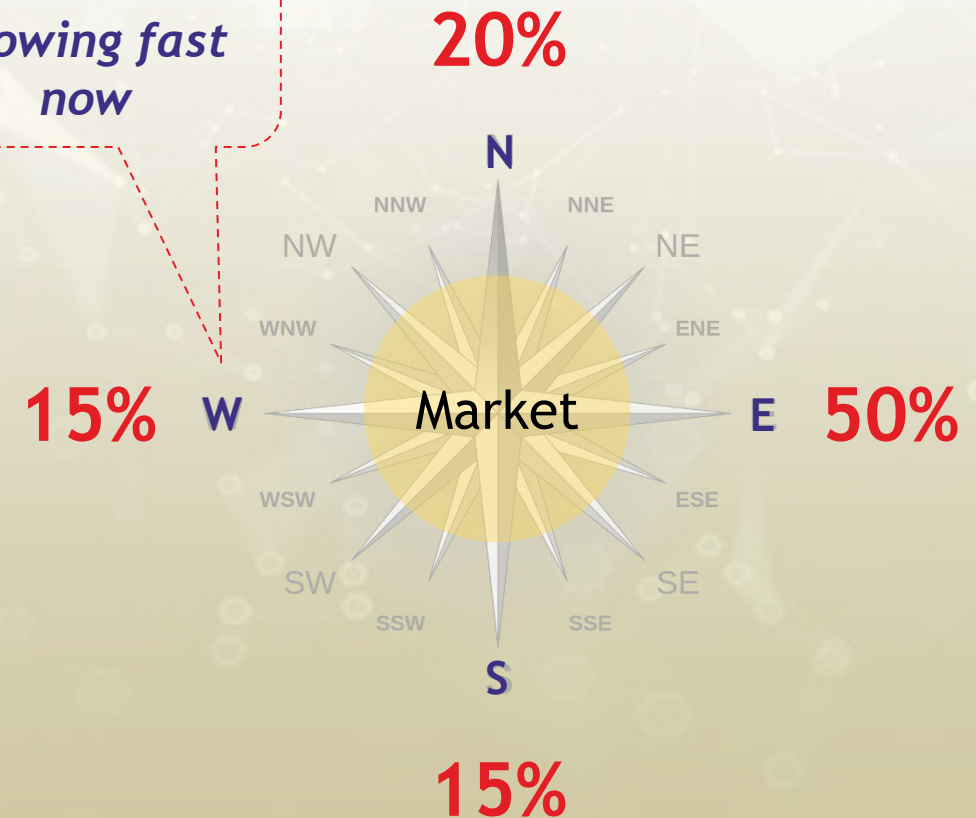 owing fast
now
20%
N
NNW NNE
NW NE
WNW ENE
15% W Market E 50%
WSW ESE
SW SE
SSW SSE
S
15%